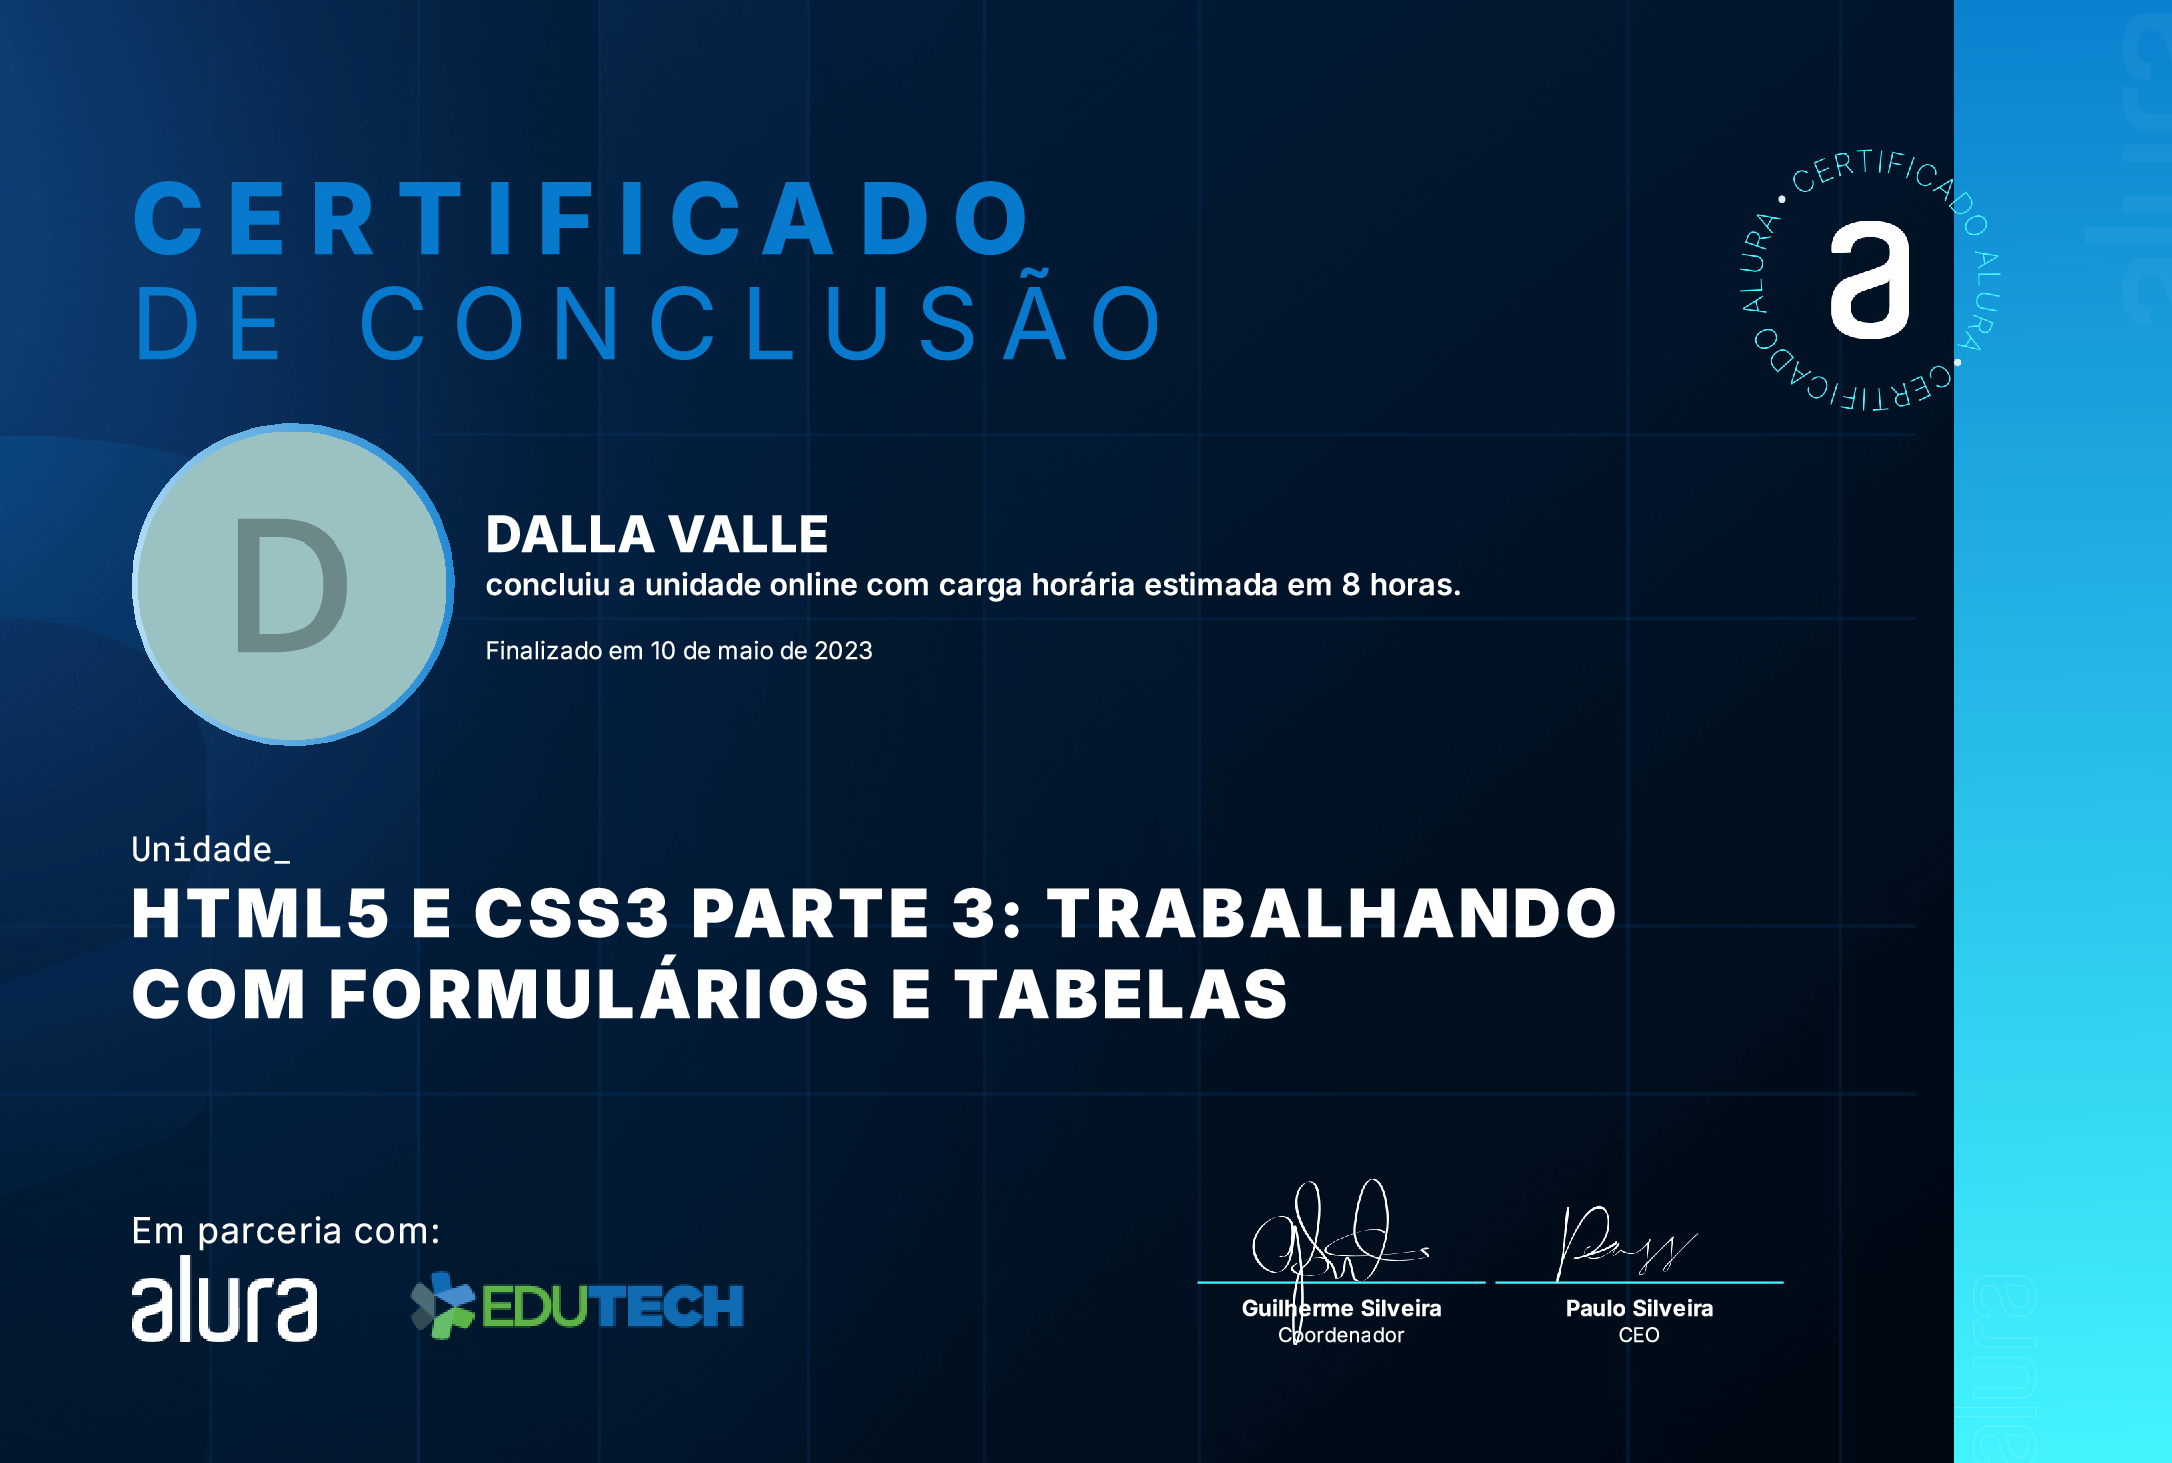 CERTIFICADO
DE CONCLUSÃO
CERTIFICADO ALURA • CERTIFICADO ALURA •
a
D
DALLA VALLE
concluiu a unidade online com carga horária estimada em 8 horas.
Finalizado em 10 de maio de 2023
Unidade_
HTML5 E CSS3 PARTE 3: TRABALHANDO
COM FORMULÁRIOS E TABELAS
Em parceria com:
alura
EDUTECH
Guilherme Silveira
Coordenador
Paulo Silveira
CEO
alura
alura